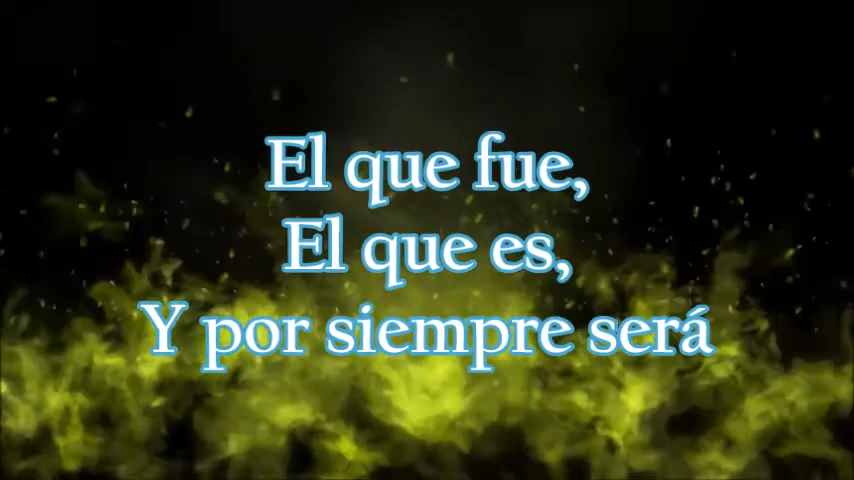 El que fue,
El que es,
Y por siempre será